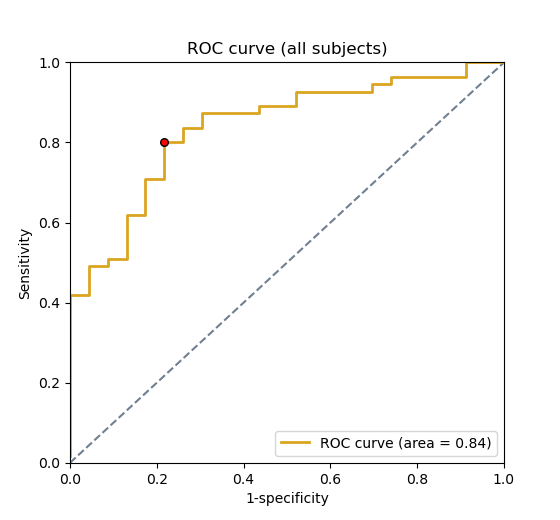 ROC curve (all subjects)
1.0
0.8
0.6
0.4
0.2
0.0
Sensitivity
ROC curve (area = 0.84)
0.0 0.2 0.4 0.6 0.8 1.0
1-specificity